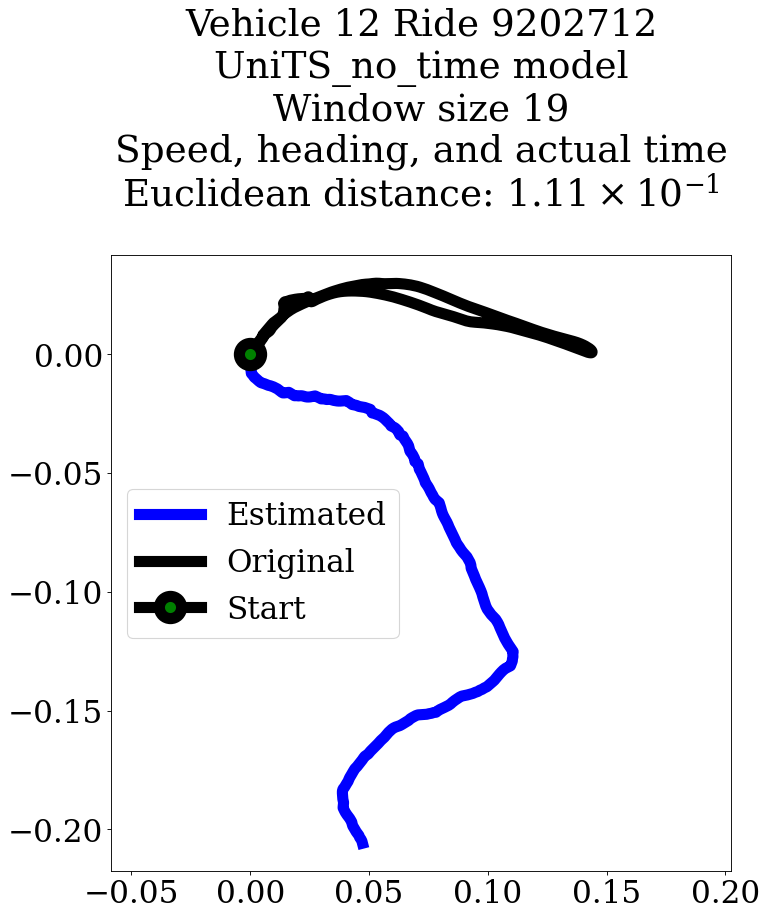 Vehicle 12 Ride 9202712
UniTS_no_time model
Window size 19
Speed, heading, and actual time
Euclidean distance: 1.11 × 10⁻¹
0.00
−0.05
Estimated
Original
−0.10
Start
−0.15
−0.20
−0.05 0.00 0.05 0.10 0.15 0.20